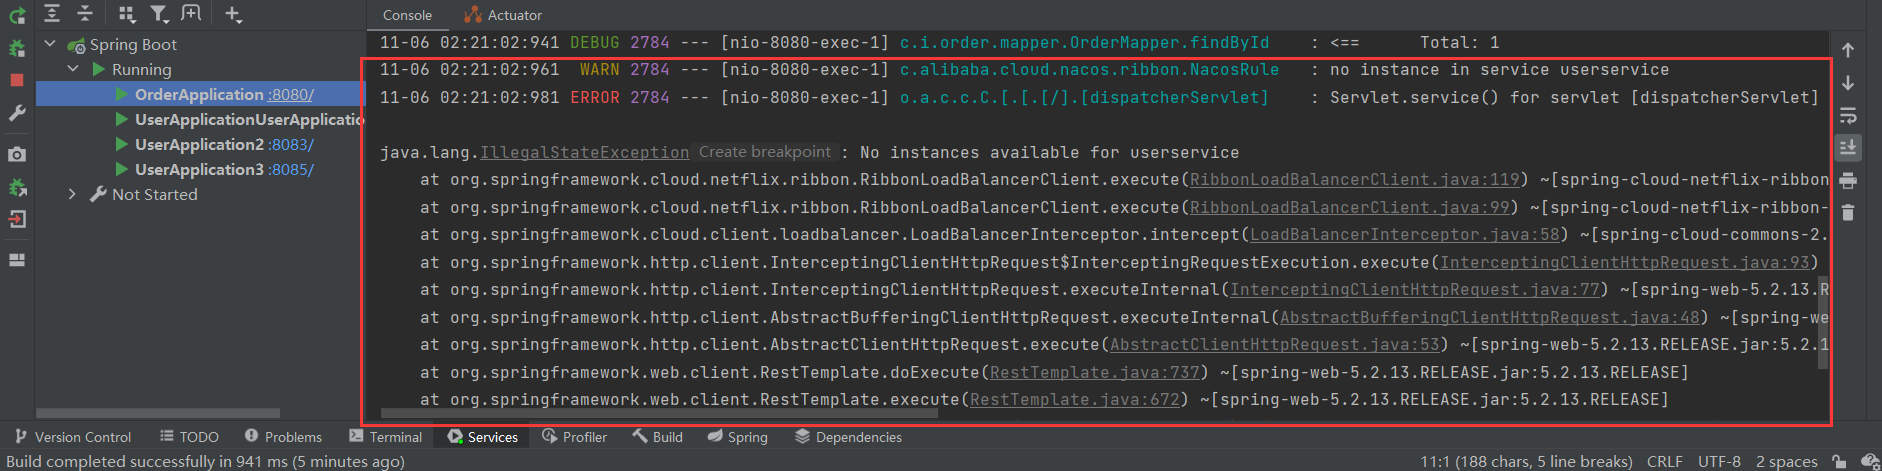 Console
Actuator
Spring Boot
Running
OrderApplication :8080/
UserApplicationUserApplicatio
UserApplication2 :8083/
UserApplication3 :8085/
Not Started
11-06 02:21:02:941 DEBUG 2784 --- [nio-8080-exec-1] c.i.order.mapper.OrderMapper.findById : <== Total: 1
11-06 02:21:02:961 WARN 2784 --- [nio-8080-exec-1] c.alibaba.cloud.nacos.ribbon.NacosRule : no instance in service userservice
11-06 02:21:02:981 ERROR 2784 --- [nio-8080-exec-1] o.a.c.c.C.[.[.[/].[dispatcherServlet] : Servlet.service() for servlet [dispatcherServlet]
java.lang.IllegalStateException Create breakpoint : No instances available for userservice
at org.springframework.cloud.netflix.ribbon.RibbonLoadBalancerClient.execute(RibbonLoadBalancerClient.java:119) ~[spring-cloud-netflix-ribbon
at org.springframework.cloud.netflix.ribbon.RibbonLoadBalancerClient.execute(RibbonLoadBalancerClient.java:99) ~[spring-cloud-netflix-ribbon-
at org.springframework.cloud.client.loadbalancer.LoadBalancerInterceptor.intercept(LoadBalancerInterceptor.java:58) ~[spring-cloud-commons-2.
at org.springframework.http.client.InterceptingClientHttpRequest$InterceptingRequestExecution.execute(InterceptingClientHttpRequest.java:93)
at org.springframework.http.client.InterceptingClientHttpRequest.executeInternal(InterceptingClientHttpRequest.java:77) ~[spring-web-5.2.13.R
at org.springframework.http.client.AbstractBufferingClientHttpRequest.executeInternal(AbstractBufferingClientHttpRequest.java:48) ~[spring-we
at org.springframework.http.client.AbstractClientHttpRequest.execute(AbstractClientHttpRequest.java:53) ~[spring-web-5.2.13.RELEASE.jar:5.2.1
at org.springframework.web.client.RestTemplate.doExecute(RestTemplate.java:737) ~[spring-web-5.2.13.RELEASE.jar:5.2.13.RELEASE]
at org.springframework.web.client.RestTemplate.execute(RestTemplate.java:672) ~[spring-web-5.2.13.RELEASE.jar:5.2.13.RELEASE]
Version Control TODO Problems Terminal Services Profiler Build Spring Dependencies
Build completed successfully in 941 ms (5 minutes ago) 11:1 (188 chars, 5 line breaks) CRLF UTF-8 2 spaces